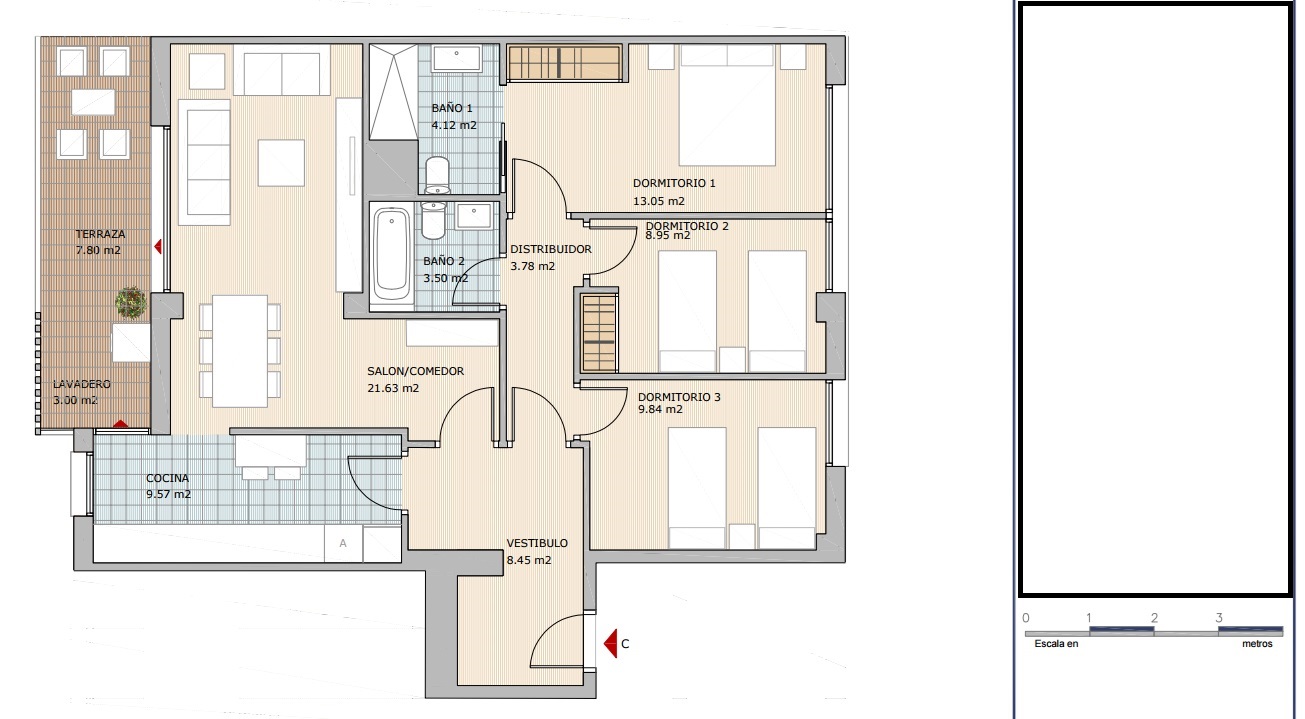 BAÑO 1
4.12 m2
DORMITORIO 1
13.05 m2
TERRAZA
7.80 m2
DORMITORIO 2
8.95 m2
DISTRIBUIDOR
3.78 m2
BAÑO 2
3.50 m2
SALON/COMEDOR
21.63 m2
LAVADERO
3.00 m2
DORMITORIO 3
9.84 m2
COCINA
9.57 m2
A
VESTIBULO
8.45 m2
C
0 1 2 3
Escala en metros